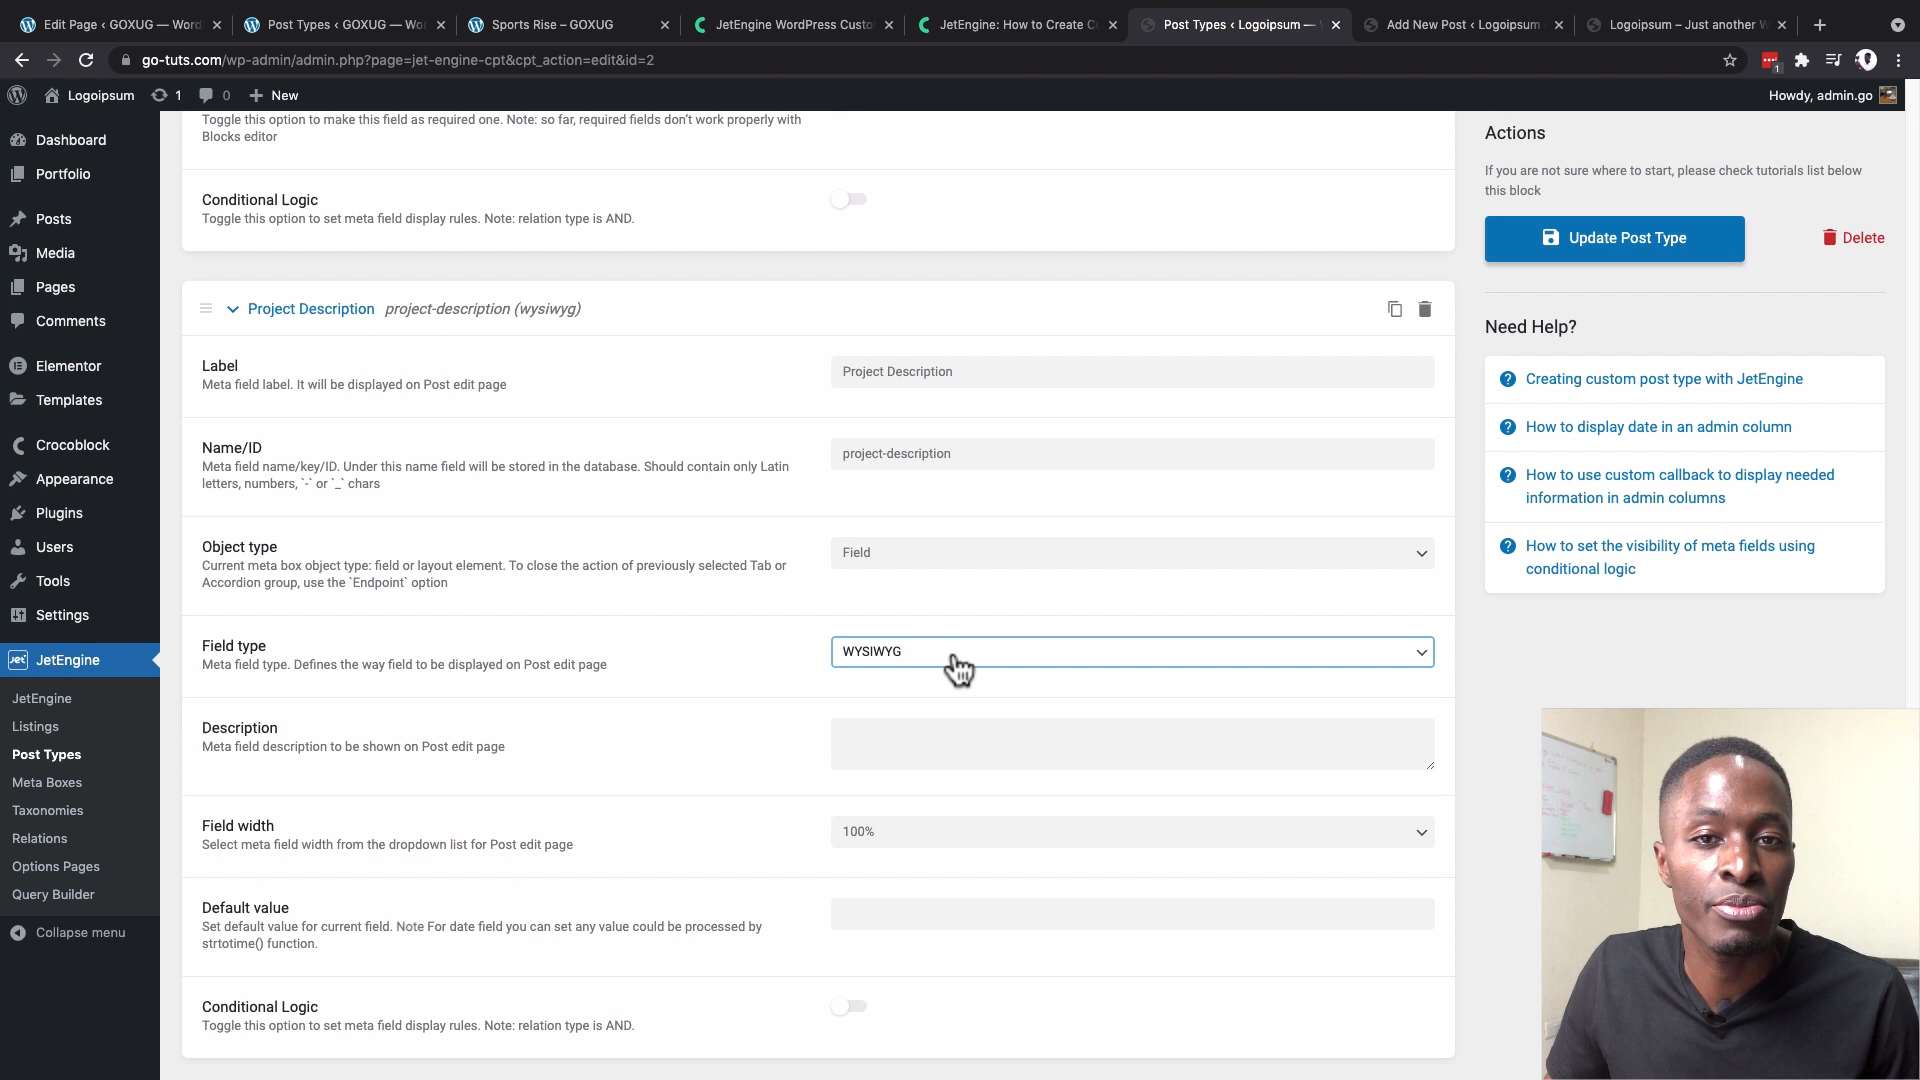 Edit Page ‹ GOXUG — Word
Post Types ‹ GOXUG — Wor
Sports Rise – GOXUG
JetEngine WordPress Custo
JetEngine: How to Create C
Post Types ‹ Logoipsum —
Add New Post ‹ Logoipsum
Logoipsum – Just another W
go-tuts.com/wp-admin/admin.php?page=jet-engine-cpt&cpt_action=edit&id=2
1
Logoipsum
1
0
New
Howdy, admin.go
Dashboard
Portfolio
Posts
Media
Pages
Comments
Elementor
Templates
Crocoblock
Appearance
Plugins
Users
Tools
Settings
Jet JetEngine
JetEngine
Listings
Post Types
Meta Boxes
Taxonomies
Relations
Options Pages
Query Builder
Collapse menu
Toggle this option to make this field as required one. Note: so far, required fields don't work properly with
Blocks editor
Conditional Logic
Toggle this option to set meta field display rules. Note: relation type is AND.
Project Description project-description (wysiwyg)
Label
Meta field label. It will be displayed on Post edit page
Project Description
Name/ID
Meta field name/key/ID. Under this name field will be stored in the database. Should contain only Latin
letters, numbers, `-` or `_` chars
project-description
Object type
Current meta box object type: field or layout element. To close the action of previously selected Tab or
Accordion group, use the `Endpoint` option
Field
Field type
Meta field type. Defines the way field to be displayed on Post edit page
WYSIWYG
Description
Meta field description to be shown on Post edit page
Field width
Select meta field width from the dropdown list for Post edit page
100%
Default value
Set default value for current field. Note For date field you can set any value could be processed by
strtotime() function.
Conditional Logic
Toggle this option to set meta field display rules. Note: relation type is AND.
Actions
If you are not sure where to start, please check tutorials list below
this block
Update Post Type
Delete
Need Help?
Creating custom post type with JetEngine
How to display date in an admin column
How to use custom callback to display needed
information in admin columns
How to set the visibility of meta fields using
conditional logic